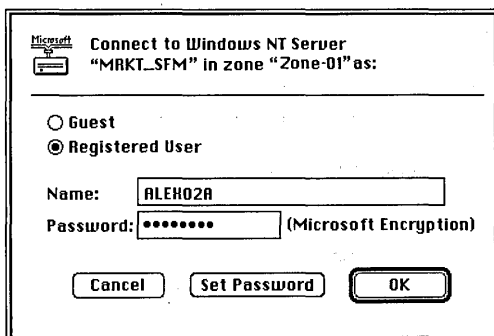 Microsoft
Connect to Windows NT Server
“MRKT_SFM” in zone “Zone-01” as:
Guest
Registered User
Name: ALEX02A
Password: •••••••• (Microsoft Encryption)
Cancel Set Password OK